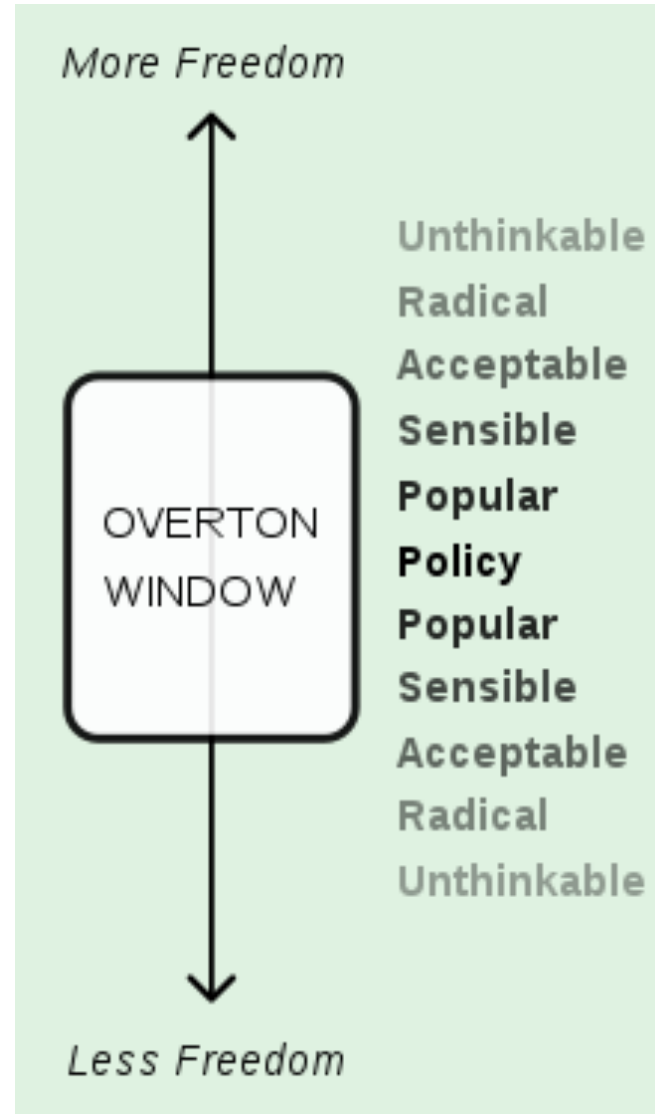 More Freedom
Unthinkable
Radical
Acceptable
Sensible
Popular
Policy
Popular
Sensible
Acceptable
Radical
Unthinkable
OVERTON
WINDOW
Less Freedom